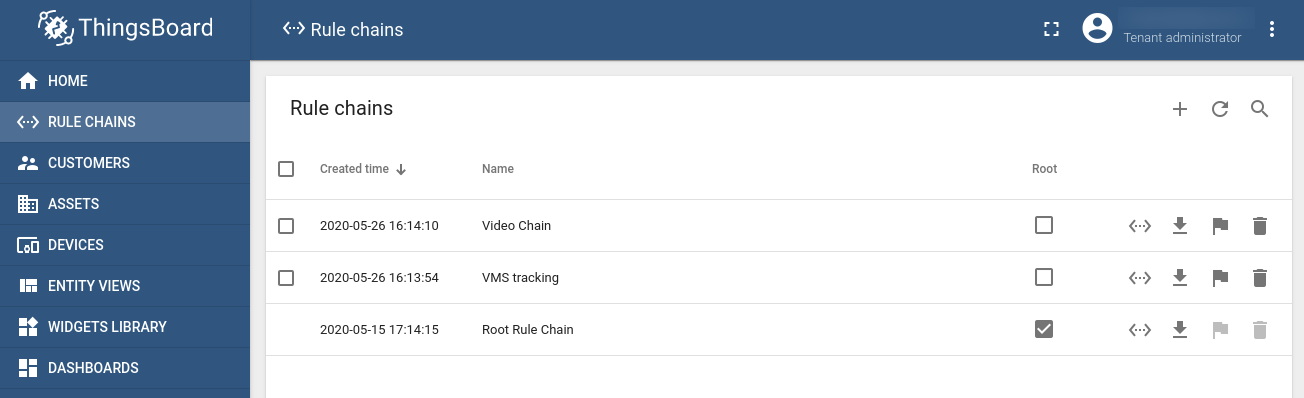 ThingsBoard
Rule chains
Tenant administrator
HOME
RULE CHAINS
CUSTOMERS
ASSETS
DEVICES
ENTITY VIEWS
WIDGETS LIBRARY
DASHBOARDS
Rule chains
Created time Name Root
2020-05-26 16:14:10 Video Chain
2020-05-26 16:13:54 VMS tracking
2020-05-15 17:14:15 Root Rule Chain